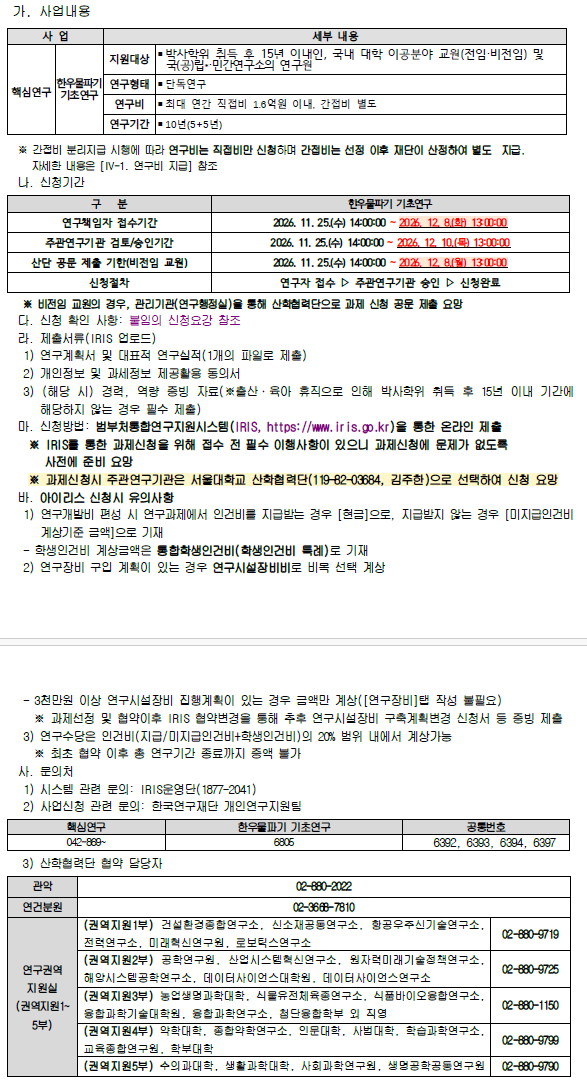 가. 사업내용
사 업 세부 내용
핵심연구 한우물파기 기초연구 지원대상 ▪박사학위 취득 후 15년 이내인, 국내 대학 이공분야 교원(전임·비전임) 및
국(공)립·민간연구소의 연구원
연구형태 ▪단독연구
연구비 ▪최대 연간 직접비 1.6억원 이내, 간접비 별도
연구기간 ▪10년(5+5년)
※ 간접비 분리지급 시행에 따라 연구비는 직접비만 신청하며 간접비는 선정 이후 재단이 산정하여 별도 지급.
자세한 내용은 [Ⅳ-1. 연구비 지급] 참조
나. 신청기간
구 분 한우물파기 기초연구
연구책임자 접수기간 2026. 11. 25.(수) 14:00:00 ~ 2026. 12. 8.(화) 13:00:00
주관연구기관 검토/승인기간 2026. 11. 25.(수) 14:00:00 ~ 2026. 12. 10.(목) 13:00:00
산단 공문 제출 기한(비전임 교원) 2026. 11. 25.(수) 14:00:00 ~ 2026. 12. 8.(월) 13:00:00
신청절차 연구자 접수 ▷ 주관연구기관 승인 ▷ 신청완료
※ 비전임 교원의 경우, 관리기관(연구행정실)을 통해 산학협력단으로 과제 신청 공문 제출 요망
다. 신청 확인 사항: 붙임의 신청요강 참조
라. 제출서류(IRIS 업로드)
1) 연구계획서 및 대표적 연구실적(1개의 파일로 제출)
2) 개인정보 및 과세정보 제공활용 동의서
3) (해당 시) 경력, 역량 증빙 자료(※출산·육아 휴직으로 인해 박사학위 취득 후 15년 이내 기간에
해당하지 않는 경우 필수 제출)
마. 신청방법: 범부처통합연구지원시스템(IRIS, https://www.iris.go.kr)을 통한 온라인 제출
※ IRIS를 통한 과제신청을 위해 접수 전 필수 이행사항이 있으니 과제신청에 문제가 없도록
사전에 준비 요망
※ 과제신청시 주관연구기관은 서울대학교 산학협력단(119-82-03684, 김주한)으로 선택하여 신청 요망
바. 아이리스 신청시 유의사항
1) 연구개발비 편성 시 연구과제에서 인건비를 지급받는 경우 [현금]으로, 지급받지 않는 경우 [미지급인건비
계상기준 금액]으로 기재
- 학생인건비 계상금액은 통합학생인건비(학생인건비 특례)로 기재
2) 연구장비 구입 계획이 있는 경우 연구시설장비비로 비목 선택 계상
- 3천만원 이상 연구시설장비 집행계획이 있는 경우 금액만 계상([연구장비]탭 작성 불필요)
※ 과제선정 및 협약이후 IRIS 협약변경을 통해 추후 연구시설장비 구축계획변경 신청서 등 증빙 제출
3) 연구수당은 인건비(지급/미지급인건비+학생인건비)의 20% 범위 내에서 계상가능
※ 최초 협약 이후 총 연구기간 종료까지 증액 불가
사. 문의처
1) 시스템 관련 문의: IRIS운영단(1877-2041)
2) 사업신청 관련 문의: 한국연구재단 개인연구지원팀
핵심연구 한우물파기 기초연구 공통번호
042-869~ 6805 6392, 6393, 6394, 6397
3) 산학협력단 협약 담당자
관악 02-880-2022
연건분원 02-3668-7810
연구권역 지원실 (권역지원1~5부) (권역지원1부) 건설환경종합연구소, 신소재공동연구소, 항공우주신기술연구소,
전력연구소, 미래혁신연구원, 로보틱스연구소 02-880-9719
(권역지원2부) 공학연구원, 산업시스템혁신연구소, 원자력미래기술정책연구소,
해양시스템공학연구소, 데이터사이언스대학원, 데이터사이언스연구소 02-880-9725
(권역지원3부) 농업생명과학대학, 식물유전체육종연구소, 식품바이오융합연구소,
융합과학기술대학원, 융합과학연구소, 첨단융합학부 외 직영 02-880-1150
(권역지원4부) 약학대학, 종합약학연구소, 인문대학, 사범대학, 학습과학연구소,
교육종합연구원, 학부대학 02-880-9799
(권역지원5부) 수의과대학, 생활과학대학, 사회과학연구원, 생명공학공동연구원 02-880-9790